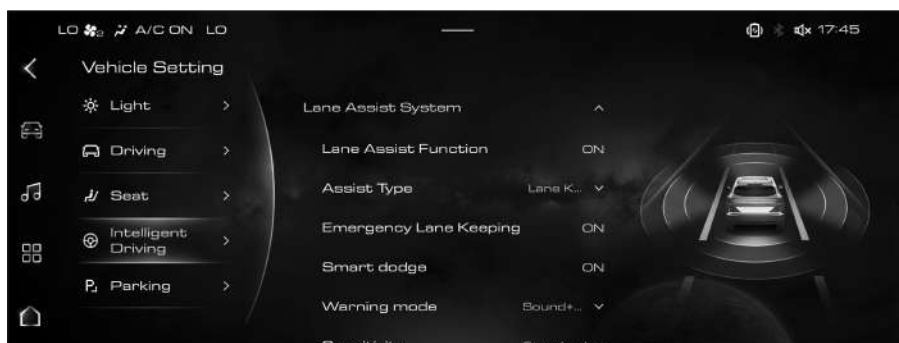 LO 2 A/C ON LO
17:45
Vehicle Setting
Light
Driving
Seat
Intelligent
Driving
Parking
Lane Assist System
Lane Assist Function ON
Assist Type Lane K...
Emergency Lane Keeping ON
Smart dodge ON
Warning mode Sound+...